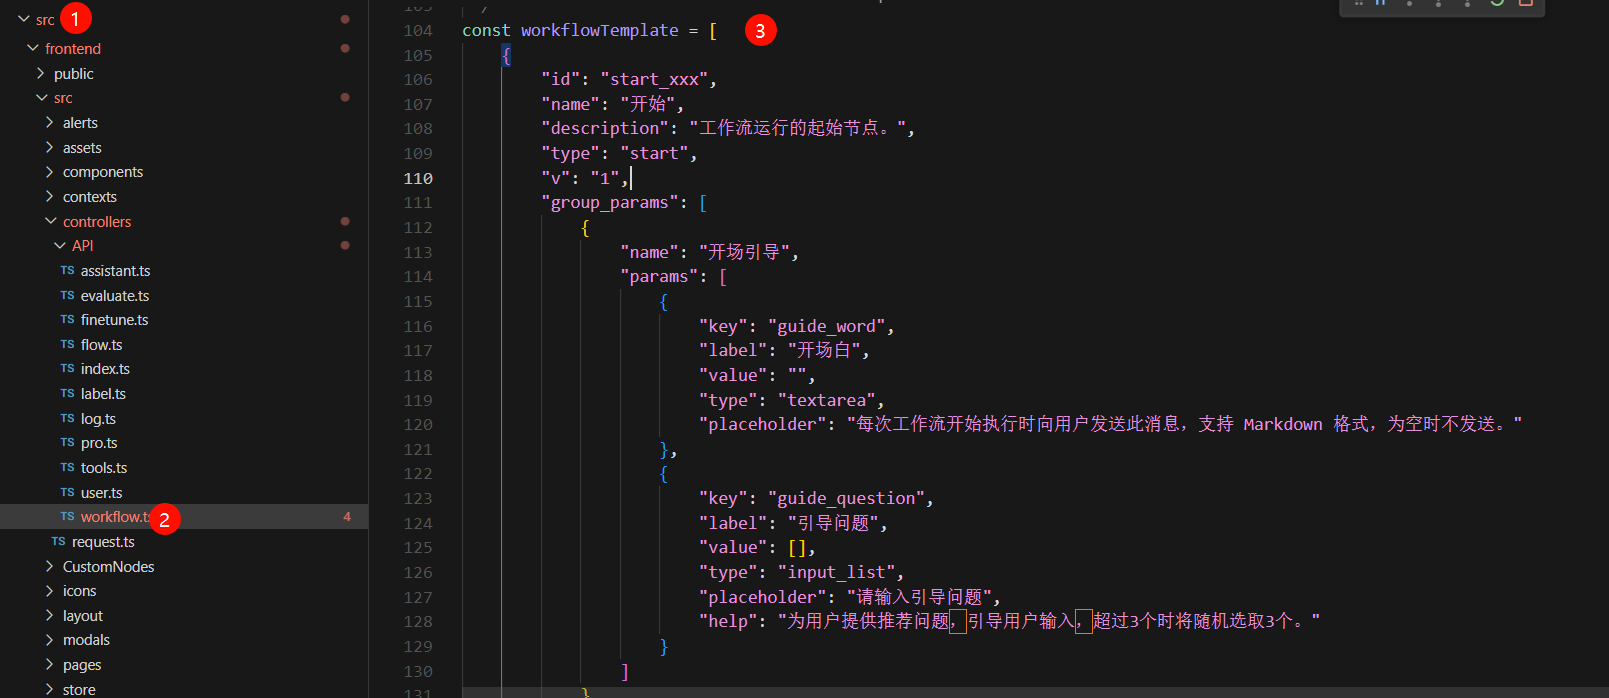 src 1
frontend
public
src
alerts
assets
components
contexts
controllers
API
TS assistant.ts
TS evaluate.ts
TS finetune.ts
TS flow.ts
TS index.ts
TS label.ts
TS log.ts
TS pro.ts
TS tools.ts
TS user.ts
TS workflow.ts 2 4
TS request.ts
CustomNodes
icons
layout
modals
pages
store
103 /
104 const workflowTemplate = [ 3
105 {
106 "id": "start_xxx",
107 "name": "开始",
108 "description": "工作流运行的起始节点。",
109 "type": "start",
110 "v": "1",
111 "group_params": [
112 {
113 "name": "开场引导",
114 "params": [
115 {
116 "key": "guide_word",
117 "label": "开场白",
118 "value": "",
119 "type": "textarea",
120 "placeholder": "每次工作流开始执行时向用户发送此消息，支持 Markdown 格式，为空时不发送。"
121 },
122 {
123 "key": "guide_question",
124 "label": "引导问题",
125 "value": [],
126 "type": "input_list",
127 "placeholder": "请输入引导问题",
128 "help": "为用户提供推荐问题，引导用户输入，超过3个时将随机选取3个。"
129 }
130 ]
131 }